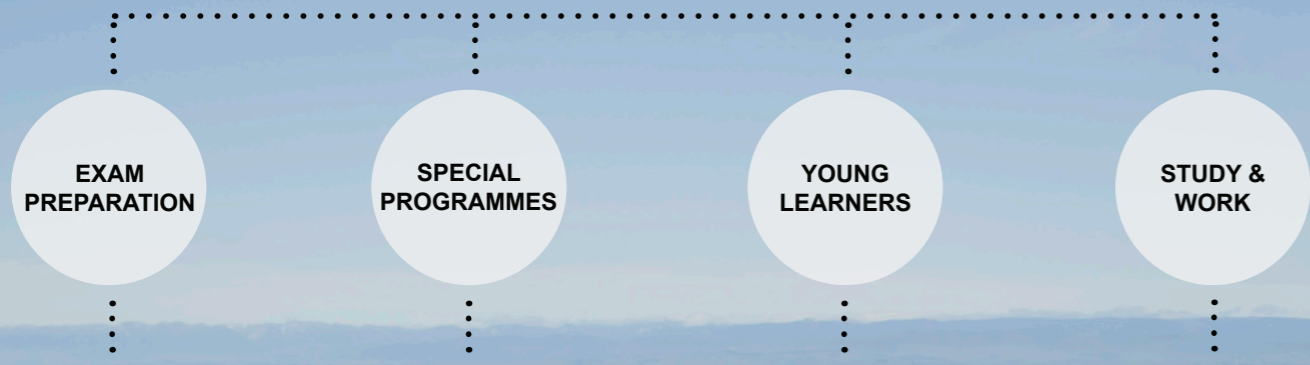 EXAM
PREPARATION
SPECIAL
PROGRAMMES
YOUNG
LEARNERS
STUDY &
WORK